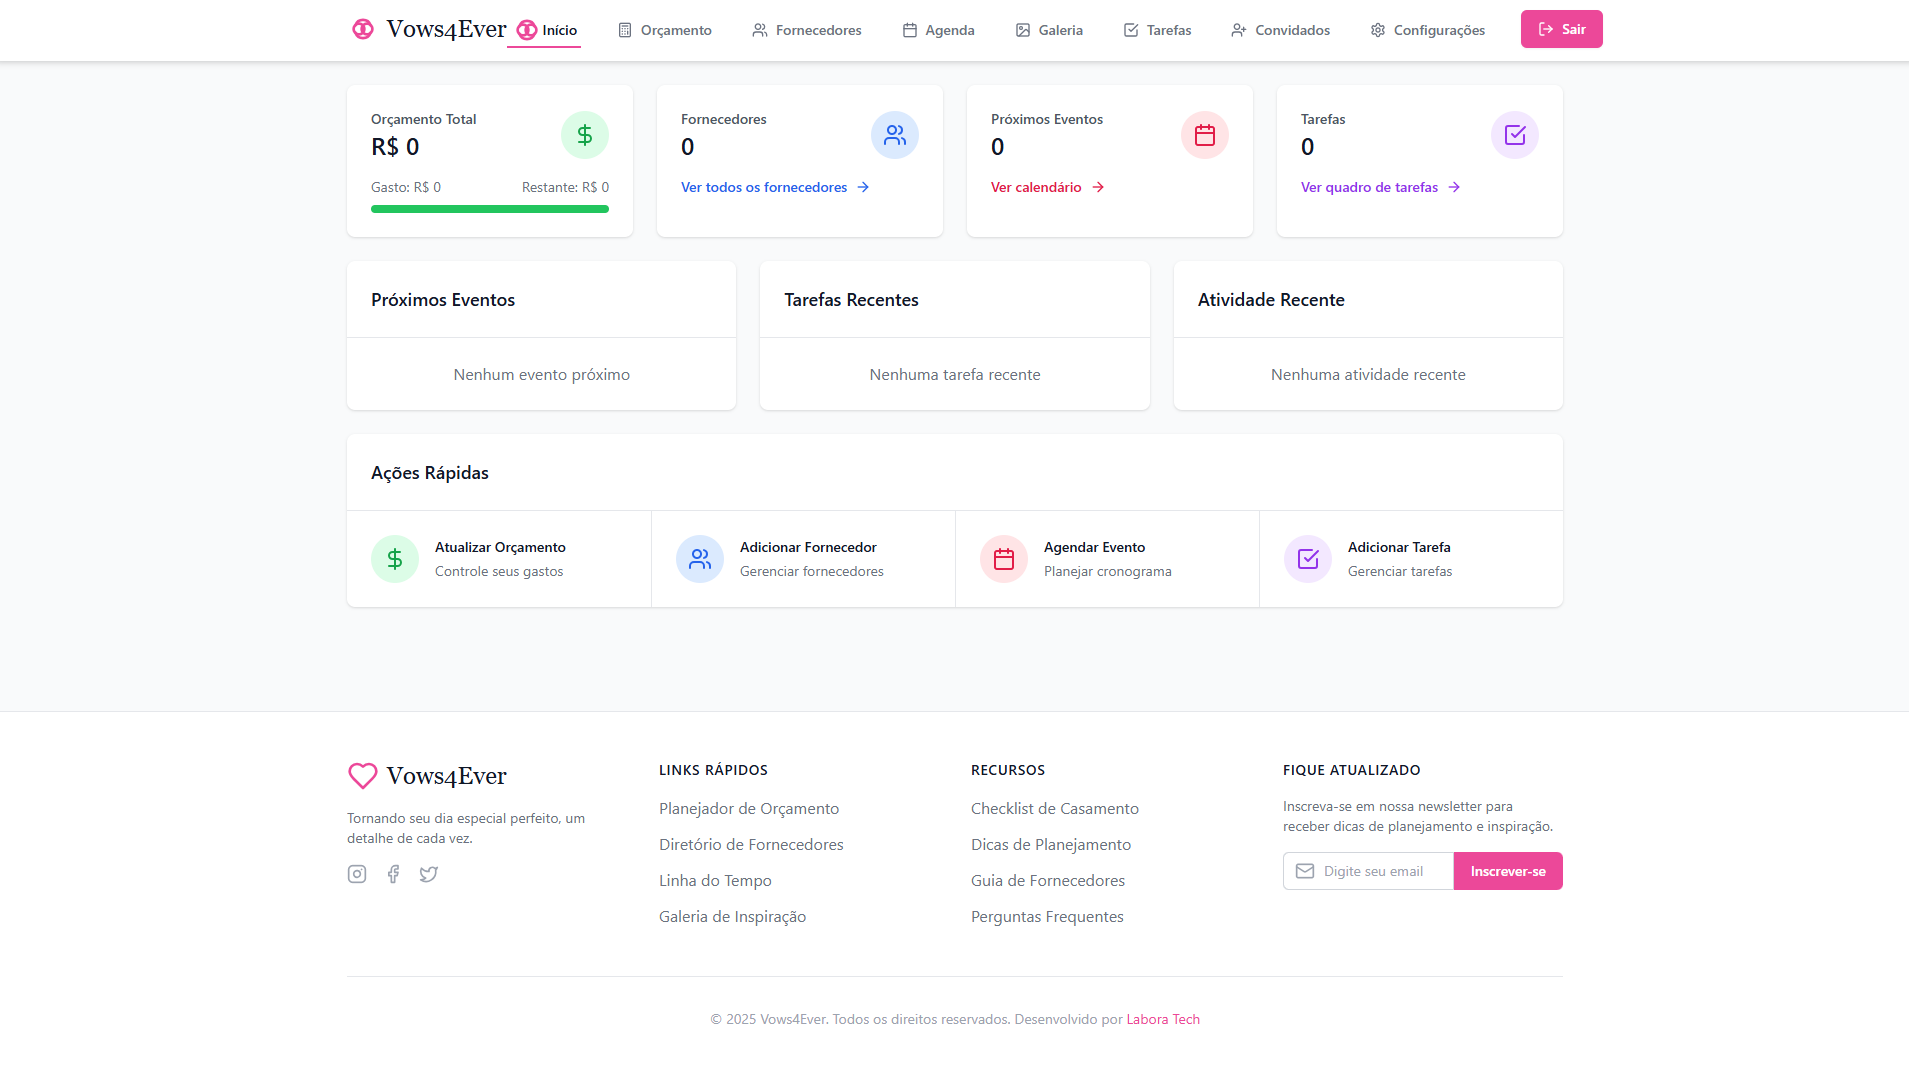 Vows4Ever
Início
Orçamento
Fornecedores
Agenda
Galeria
Tarefas
Convidados
Configurações
Sair
Orçamento Total
R$ 0
Gasto: R$ 0
Restante: R$ 0
Fornecedores
0
Ver todos os fornecedores
Próximos Eventos
0
Ver calendário
Tarefas
0
Ver quadro de tarefas
Próximos Eventos
Nenhum evento próximo
Tarefas Recentes
Nenhuma tarefa recente
Atividade Recente
Nenhuma atividade recente
Ações Rápidas
Atualizar Orçamento
Controle seus gastos
Adicionar Fornecedor
Gerenciar fornecedores
Agendar Evento
Planejar cronograma
Adicionar Tarefa
Gerenciar tarefas
Vows4Ever
Tornando seu dia especial perfeito, um
detalhe de cada vez.
LINKS RÁPIDOS
Planejador de Orçamento
Diretório de Fornecedores
Linha do Tempo
Galeria de Inspiração
RECURSOS
Checklist de Casamento
Dicas de Planejamento
Guia de Fornecedores
Perguntas Frequentes
FIQUE ATUALIZADO
Inscreva-se em nossa newsletter para
receber dicas de planejamento e inspiração.
Digite seu email
Inscrever-se
© 2025 Vows4Ever. Todos os direitos reservados. Desenvolvido por Labora Tech